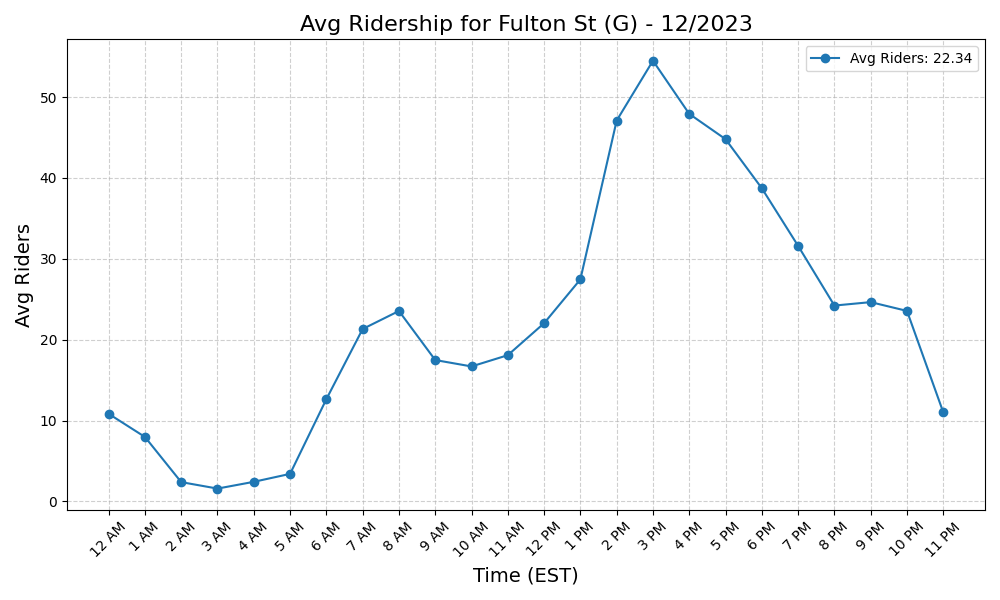 Avg Ridership for Fulton St (G) - 12/2023
Avg Riders: 22.34
Avg Riders
50
40
30
20
10
0
12 AM
1 AM
2 AM
3 AM
4 AM
5 AM
6 AM
7 AM
8 AM
9 AM
10 AM
11 AM
12 PM
1 PM
2 PM
3 PM
4 PM
5 PM
6 PM
7 PM
8 PM
9 PM
10 PM
11 PM
Time (EST)